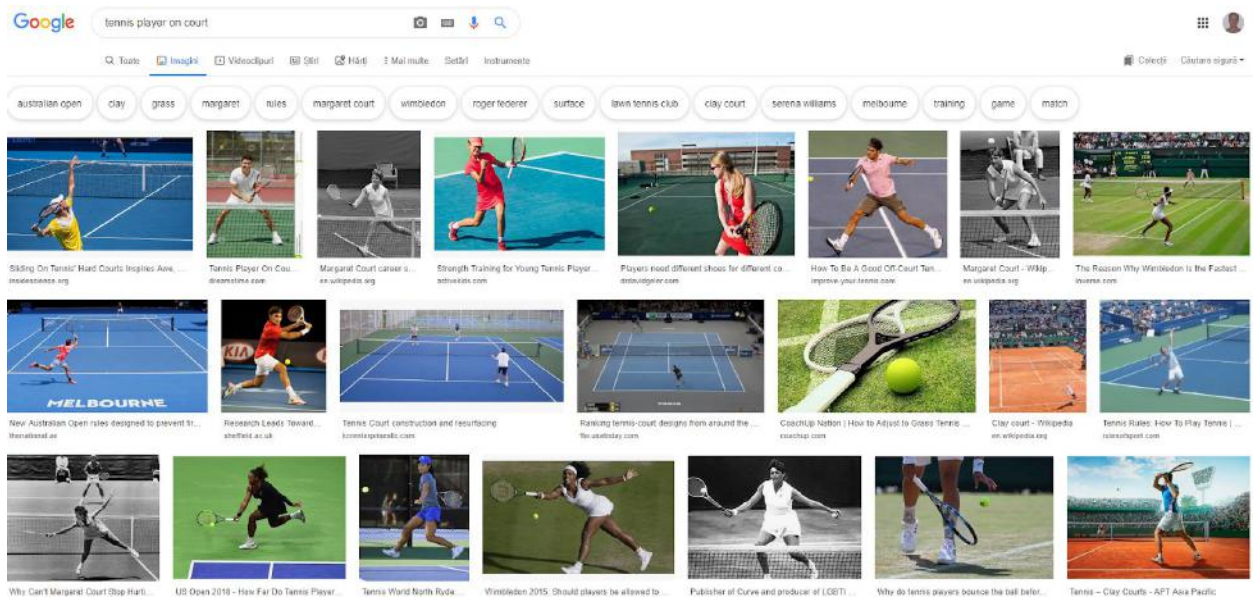 Google
tennis player on court
Toate Imagini Videoclipuri Știri Hărți Mai multe Setări Instrumente
Colecții Căutare sigură
australian open clay grass margaret rules margaret court wimbledon roger federer surface lawn tennis club clay court serena williams melbourne training game match
Sliding On Tennis' Hard Courts Inspires Awe, ...
Tennis Player On Cou...
Margaret Court career s...
Strength Training for Young Tennis Player...
Players need different shoes for different co...
How To Be A Good Off-Court Ten...
Margaret Court - Wikip...
The Reason Why Wimbledon Is the Fastest ...
insidescience.org
dreamstime.com
en.wikipedia.org
activekids.com
improve-your-tennis.com
en.wikipedia.org
inverse.com
KIA
MELBOURNE
New Australian Open rules designed to prevent fir...
Research Leads Toward...
Tennis Court construction and resurfacing
Ranking tennis-court designs from around the ...
CoachUp Nation | How to Adjust to Grass Tennis ...
Clay court - Wikipedia
Tennis Rules: How To Play Tennis | ...
thenational.ae
sheffield.ac.uk
ftw.usatoday.com
coachup.com
en.wikipedia.org
rulesofsport.com
Why Can't Margaret Court Stop Hurti...
US Open 2018 - How Far Do Tennis Player...
Tennis World North Ryde...
Wimbledon 2015: Should players be allowed to ...
Publisher of Curve and producer of LGBTI ...
Why do tennis players bounce the ball befor...
Tennis – Clay Courts - APT Asia Pacific